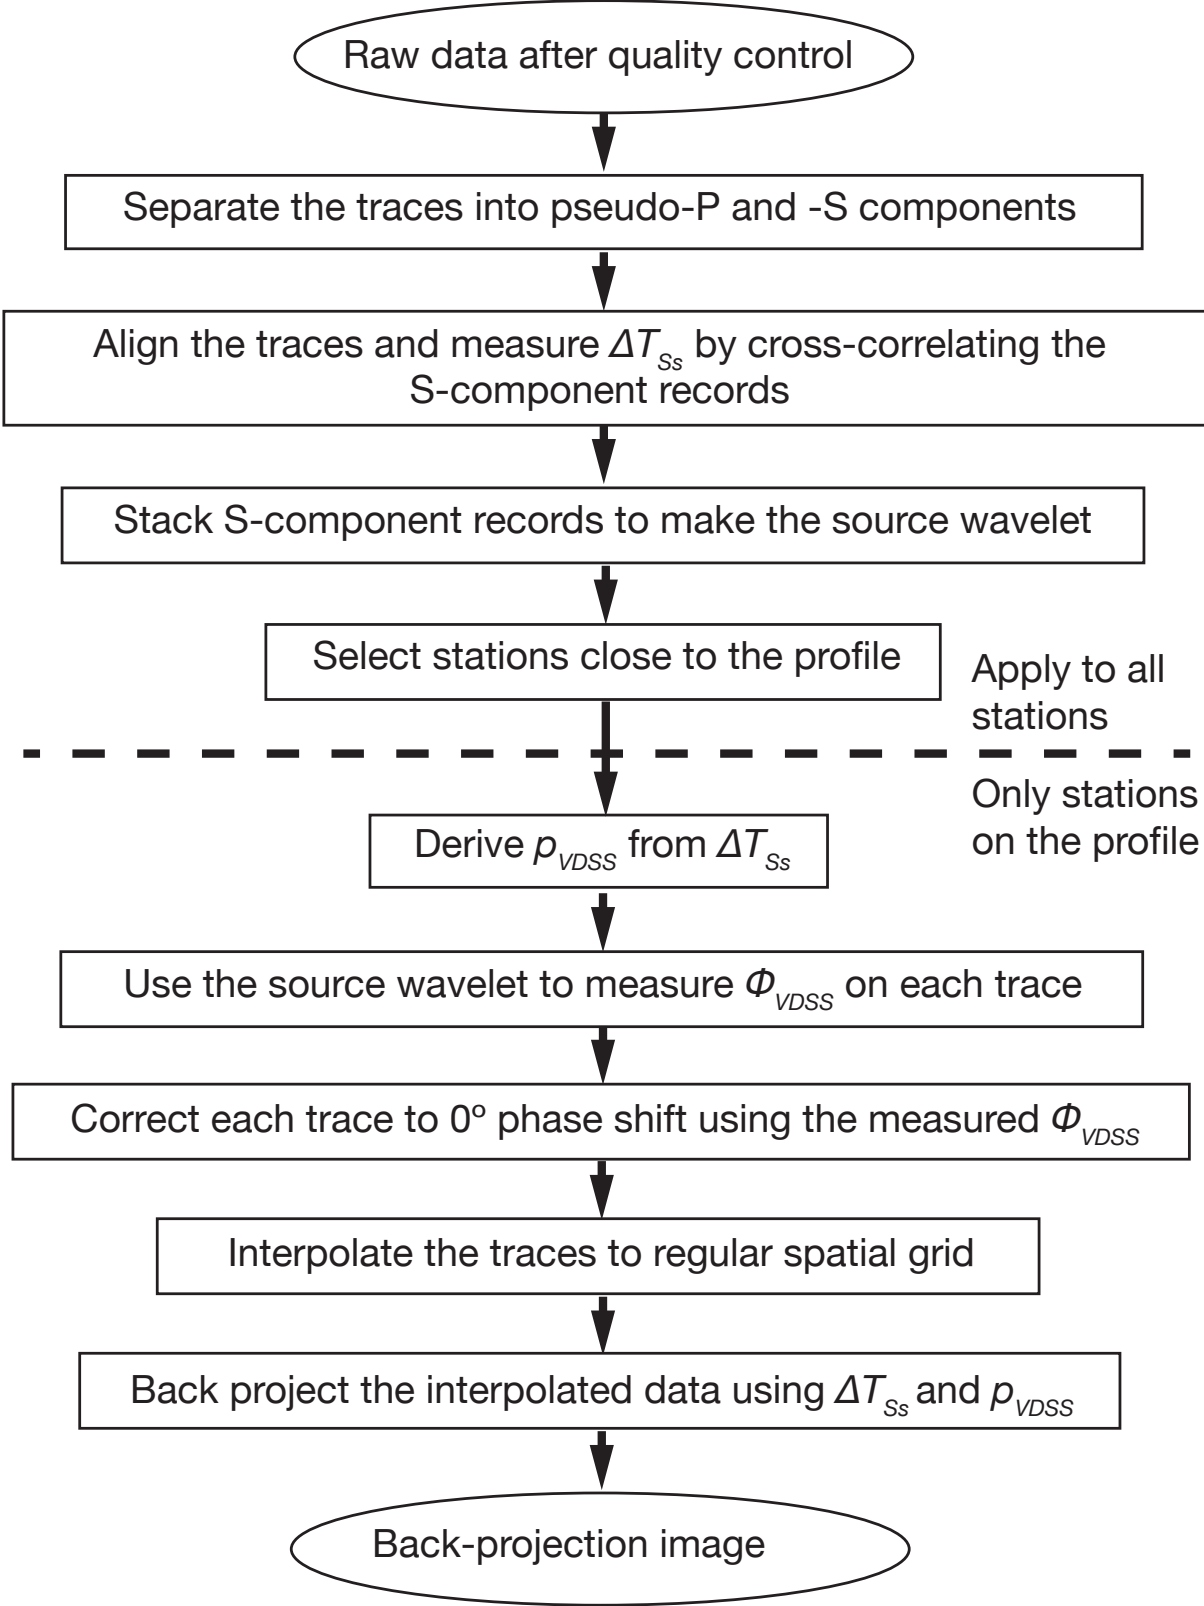 Raw data after quality control
Separate the traces into pseudo-P and -S components
Align the traces and measure ΔT_Ss by cross-correlating the
S-component records
Stack S-component records to make the source wavelet
Select stations close to the profile
Apply to all
stations
Only stations
on the profile
Derive p_VDSS from ΔT_Ss
Use the source wavelet to measure Φ_VDSS on each trace
Correct each trace to 0º phase shift using the measured Φ_VDSS
Interpolate the traces to regular spatial grid
Back project the interpolated data using ΔT_Ss and p_VDSS
Back-projection image